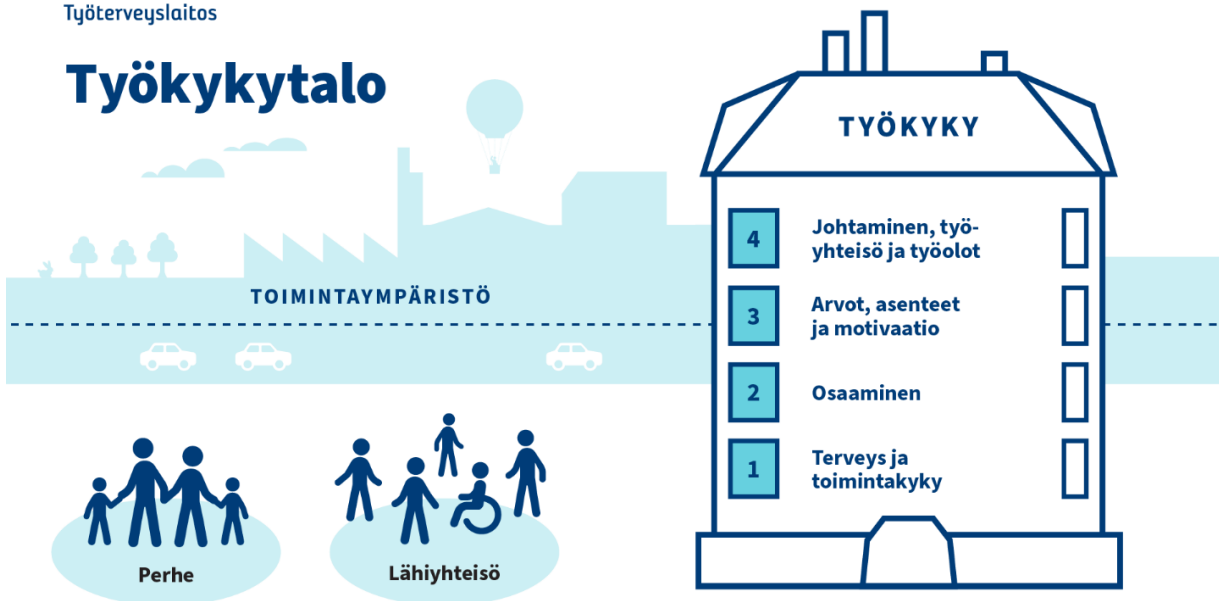 Työterveyslaitos
Työkykytalo
TOIMINTAYMPÄRISTÖ
Perhe
Lähiyhteisö
TYÖKYKY
4
Johtaminen, työ-
yhteisö ja työolot
3
Arvot, asenteet
ja motivaatio
2
Osaaminen
1
Terveys ja
toimintakyky